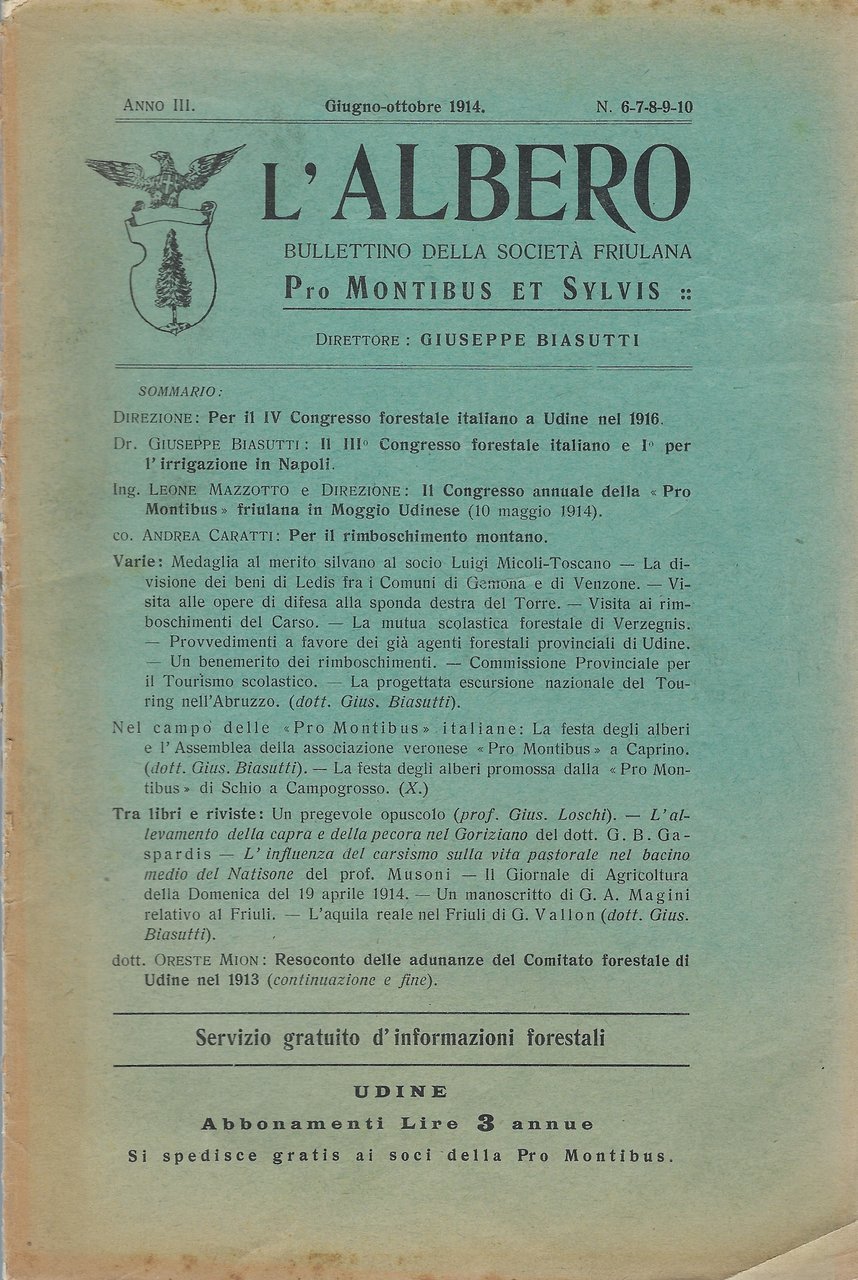 ANNO III. Giugno-ottobre 1914. N. 6-7-8-9-10
L'ALBERO
BULLETTINO DELLA SOCIETÀ FRIULANA
PRO MONTIBUS ET SYLVIS ::
DIRETTORE : GIUSEPPE BIASUTTI
SOMMARIO:
DIREZIONE: Per il IV Congresso forestale italiano a Udine nel 1916.
Dr. GIUSEPPE BIASUTTI: Il IIIº Congresso forestale italiano e Iº per
l'irrigazione in Napoli.
Ing. LEONE MAZZOTTO e DIREZIONE: Il Congresso annuale della « Pro
Montibus » friulana in Moggio Udinese (10 maggio 1914).
co. ANDREA CARATTI: Per il rimboschimento montano.
Varie: Medaglia al merito silvano al socio Luigi Micoli-Toscano — La di-
visione dei beni di Ledis fra i Comuni di Gemona e di Venzone. — Vi-
sita alle opere di difesa alla sponda destra del Torre. — Visita ai rim-
boschimenti del Carso. — La mutua scolastica forestale di Verzegnis.
— Provvedimenti a favore dei già agenti forestali provinciali di Udine.
— Un benemerito dei rimboschimenti. — Commissione Provinciale per
il Tourismo scolastico. — La progettata escursione nazionale del Tou-
ring nell'Abruzzo. (dott. Gius. Biasutti).
Nel campo delle «Pro Montibus» italiane: La festa degli alberi
e l'Assemblea della associazione veronese «Pro Montibus» a Caprino.
(dott. Gius. Biasutti). — La festa degli alberi promossa dalla «Pro Mon-
tibus» di Schio a Campogrosso. (X.)
Tra libri e riviste: Un pregevole opuscolo (prof. Gius. Loschi). — L'al-
levamento della capra e della pecora nel Goriziano del dott. G. B. Ga-
spardis — L'influenza del carsismo sulla vita pastorale nel bacino
medio del Natisone del prof. Musoni — Il Giornale di Agricoltura
della Domenica del 19 aprile 1914. — Un manoscritto di G. A. Magini
relativo al Friuli. — L'aquila reale nel Friuli di G. Vallon (dott. Gius.
Biasutti).
dott. ORESTE MION: Resoconto delle adunanze del Comitato forestale di
Udine nel 1913 (continuazione e fine).
Servizio gratuito d'informazioni forestali
UDINE
Abbonamenti Lire 3 annue
Si spedisce gratis ai soci della Pro Montibus.